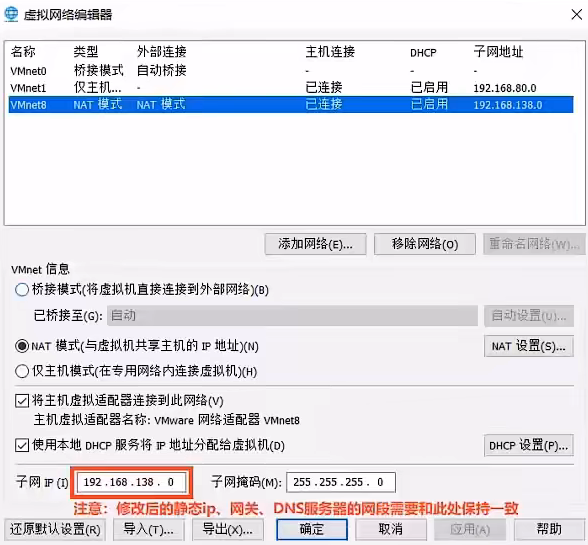 虚拟网络编辑器
名称 类型 外部连接 主机连接 DHCP 子网地址
VMnet0 桥接模式 自动桥接 - - -
VMnet1 仅主机... - 已连接 已启用 192.168.80.0
VMnet8 NAT 模式 NAT 模式 已连接 已启用 192.168.138.0
添加网络(E)... 移除网络(O) 重命名网络(W)...
VMnet 信息
桥接模式(将虚拟机直接连接到外部网络)(B)
已桥接至(G): 自动 自动设置(U)...
NAT 模式(与虚拟机共享主机的 IP 地址)(N) NAT 设置(S)...
仅主机模式(在专用网络内连接虚拟机)(H)
将主机虚拟适配器连接到此网络(V)
主机虚拟适配器名称: VMware 网络适配器 VMnet8
使用本地 DHCP 服务将 IP 地址分配给虚拟机(D) DHCP 设置(P)...
子网 IP (I) 192 .168 .138 . 0 子网掩码(M): 255 .255 .255 . 0
注意：修改后的静态ip、网关、DNS服务器的网段需要和此处保持一致
还原默认设置(R) 导入(T)... 导出(X)... 确定 取消 应用(A) 帮助